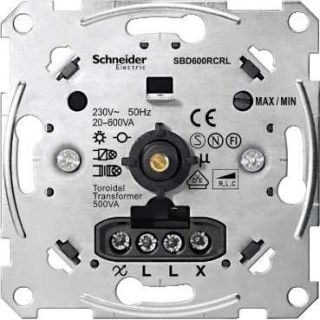 Schneider
Electric
SBD600RCRL
230V~ 50Hz
20-600VA
MAX / MIN
CE
S N FI
µ
R, L, C
Toroidal
Transformer
500VA
L L X